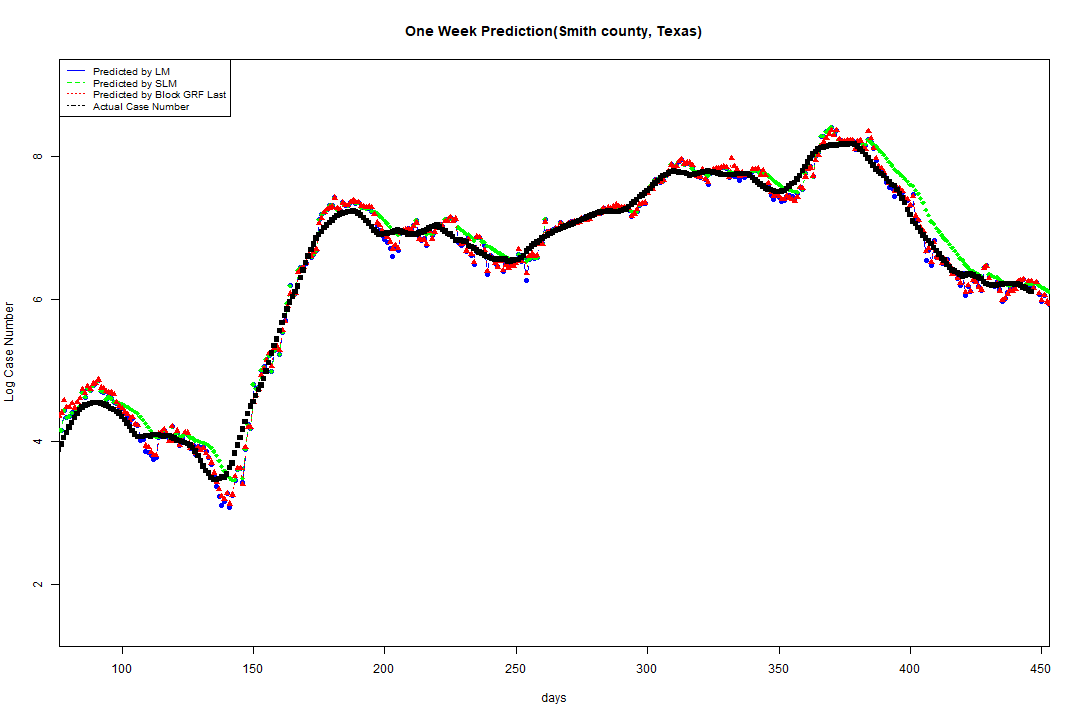 One Week Prediction(Smith county, Texas)
Predicted by LM
Predicted by SLM
Predicted by Block GRF Last
Actual Case Number
8
6
4
2
Log Case Number
100 150 200 250 300 350 400 450
days